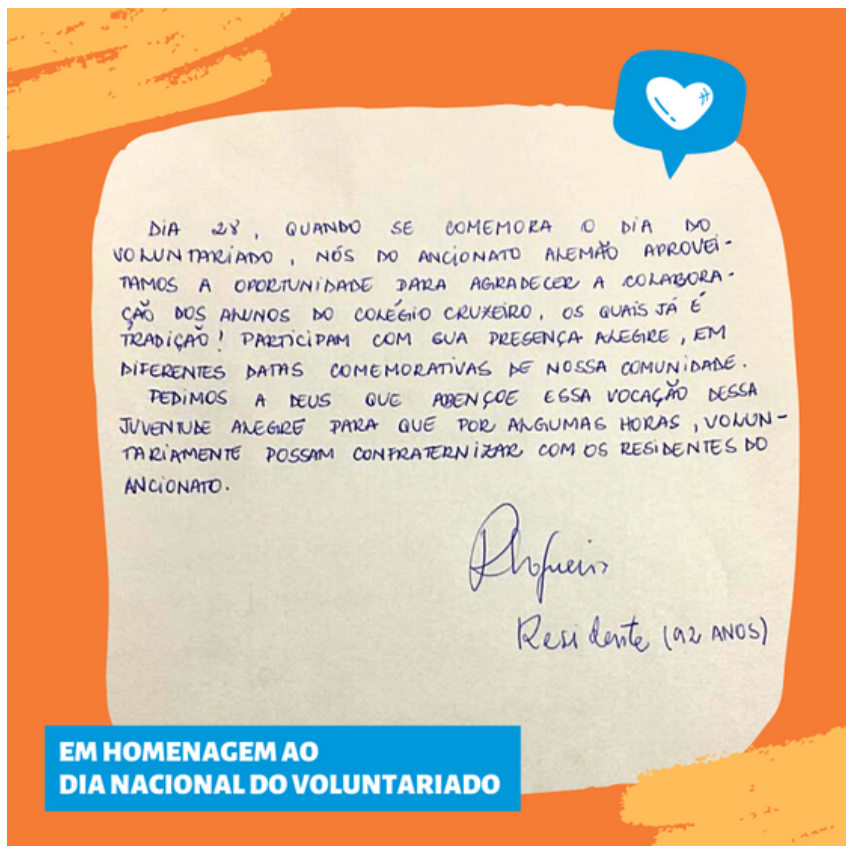 DIA 28, QUANDO SE COMEMORA O DIA DO
VOLUNTARIADO, NÓS DO ANCIONATO ALEMÃO APROVEI-
TAMOS A OPORTUNIDADE PARA AGRADECER A COLABORA-
ÇÃO DOS ALUNOS DO COLÉGIO CRUZEIRO, OS QUAIS JÁ É
TRADIÇÃO! PARTICIPAM COM SUA PRESENÇA ALEGRE, EM
DIFERENTES DATAS COMEMORATIVAS DE NOSSA COMUNIDADE.
PEDIMOS A DEUS QUE ABENÇOE ESSA VOCAÇÃO DESSA
JUVENTUDE ALEGRE PARA QUE POR ALGUMAS HORAS, VOLUN-
TARIAMENTE POSSAM CONFRATERNIZAR COM OS RESIDENTES DO
ANCIONATO.
Residente (92 ANOS)
EM HOMENAGEM AO
DIA NACIONAL DO VOLUNTARIADO